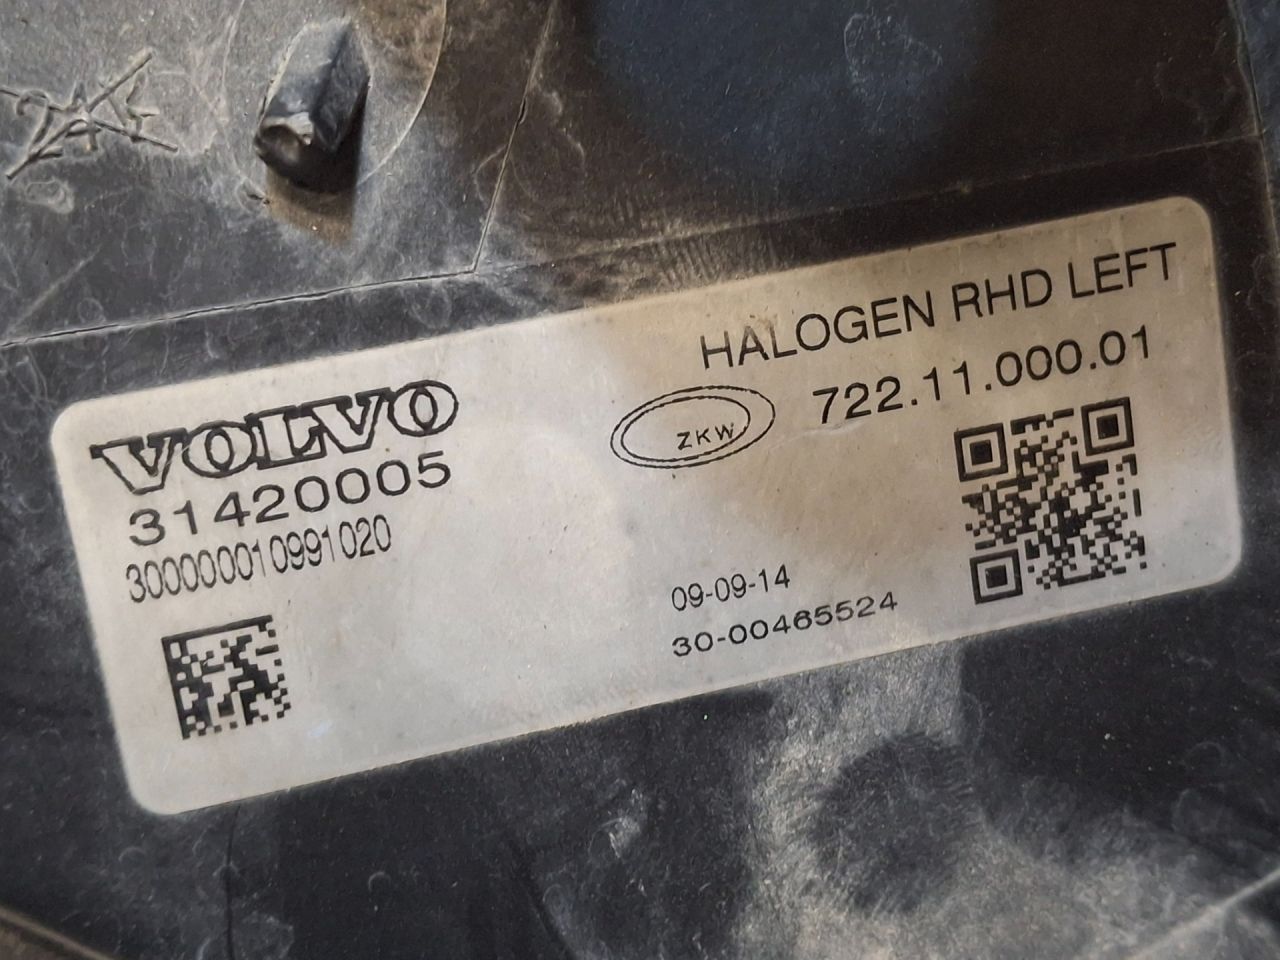 HALOGEN RHD LEFT
VOLVO
ZKW
722.11.000.01
31420005
300000010991020
09-09-14
30-00465524